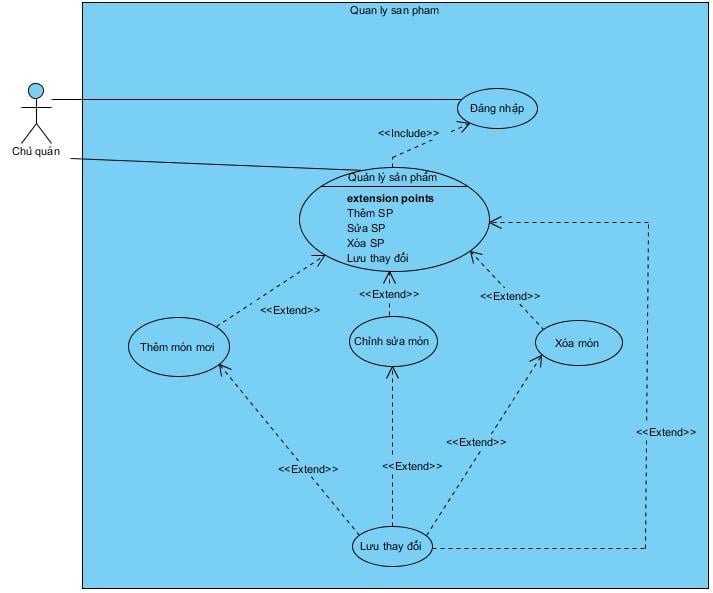 Quan ly san pham
Đăng nhập
<<Include>>
Chủ quán
Quản lý sản phẩm
extension points
Thêm SP
Sửa SP
Xóa SP
Lưu thay đổi
<<Extend>>
<<Extend>>
<<Extend>>
Thêm món mơi
Chỉnh sửa món
Xóa món
<<Extend>>
<<Extend>>
<<Extend>>
<<Extend>>
Lưu thay đổi